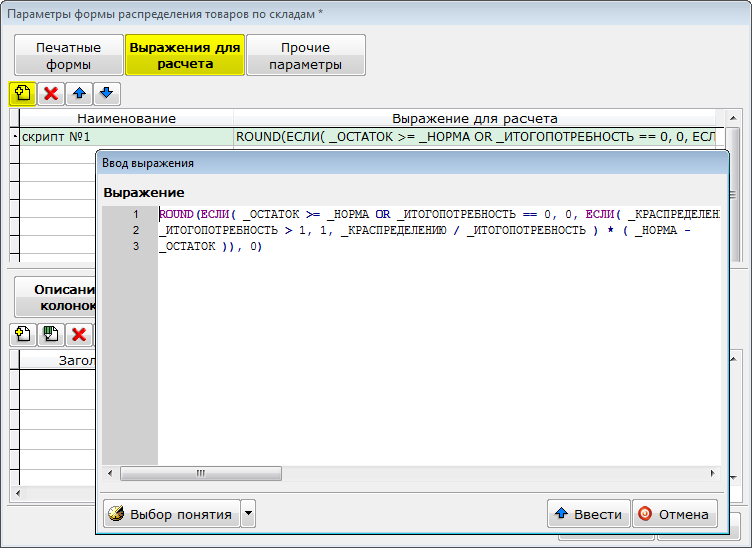 Параметры формы распределения товаров по складам *
Печатные формы
Выражения для расчета
Прочие параметры
Наименование Выражение для расчета
скрипт №1 ROUND(ЕСЛИ( _ОСТАТОК >= _НОРМА OR _ИТОГОПОТРЕБНОСТЬ == 0, 0, ЕСЛ
Ввод выражения
Выражение
1 ROUND(ЕСЛИ( _ОСТАТОК >= _НОРМА OR _ИТОГОПОТРЕБНОСТЬ == 0, 0, ЕСЛИ( _КРАСПРЕДЕЛЕН
2 _ИТОГОПОТРЕБНОСТЬ > 1, 1, _КРАСПРЕДЕЛЕНИЮ / _ИТОГОПОТРЕБНОСТЬ ) * ( _НОРМА -
3 _ОСТАТОК )), 0)
Описани
колонок
Загол
Выбор понятия
Ввести
Отмена